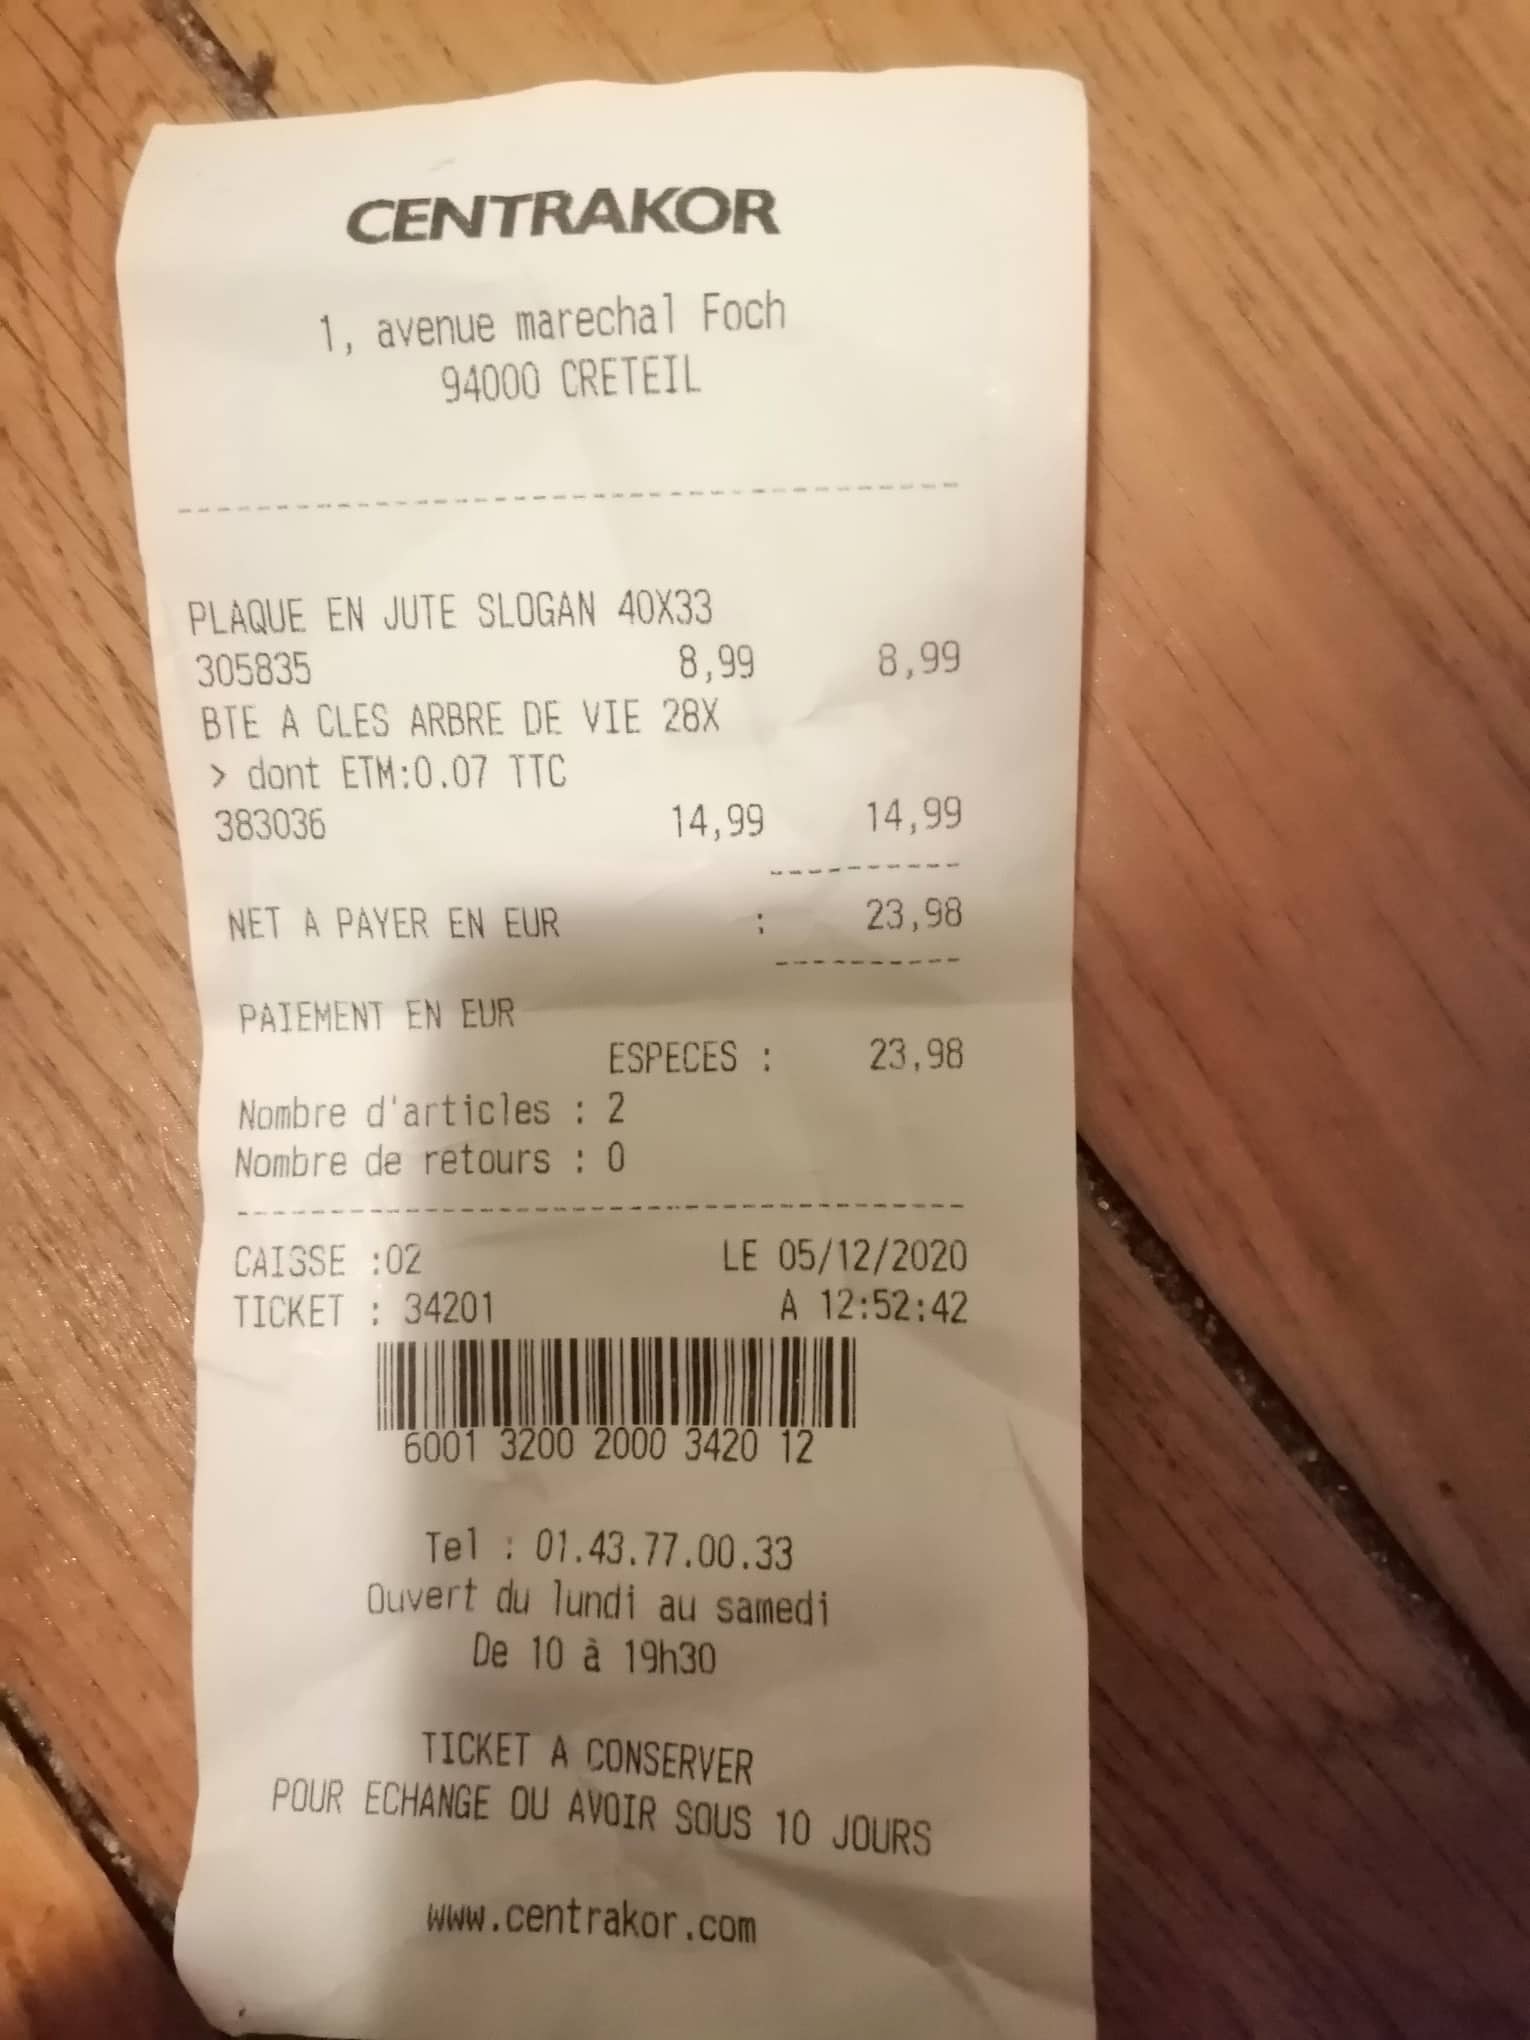 CENTRAKOR
1, avenue marechal Foch
94000 CRETEIL
PLAQUE EN JUTE SLOGAN 40X33
305835 8,99 8,99
BTE A CLES ARBRE DE VIE 28X
> dont ETM:0.07 TTC
383036 14,99 14,99
NET A PAYER EN EUR : 23,98
PAIEMENT EN EUR
ESPECES : 23,98
Nombre d'articles : 2
Nombre de retours : 0
CAISSE :02 LE 05/12/2020
TICKET : 34201 A 12:52:42
6001 3200 2000 3420 12
Tel : 01.43.77.00.33
Ouvert du lundi au samedi
De 10 à 19h30
TICKET A CONSERVER
POUR ECHANGE OU AVOIR SOUS 10 JOURS
www.centrakor.com